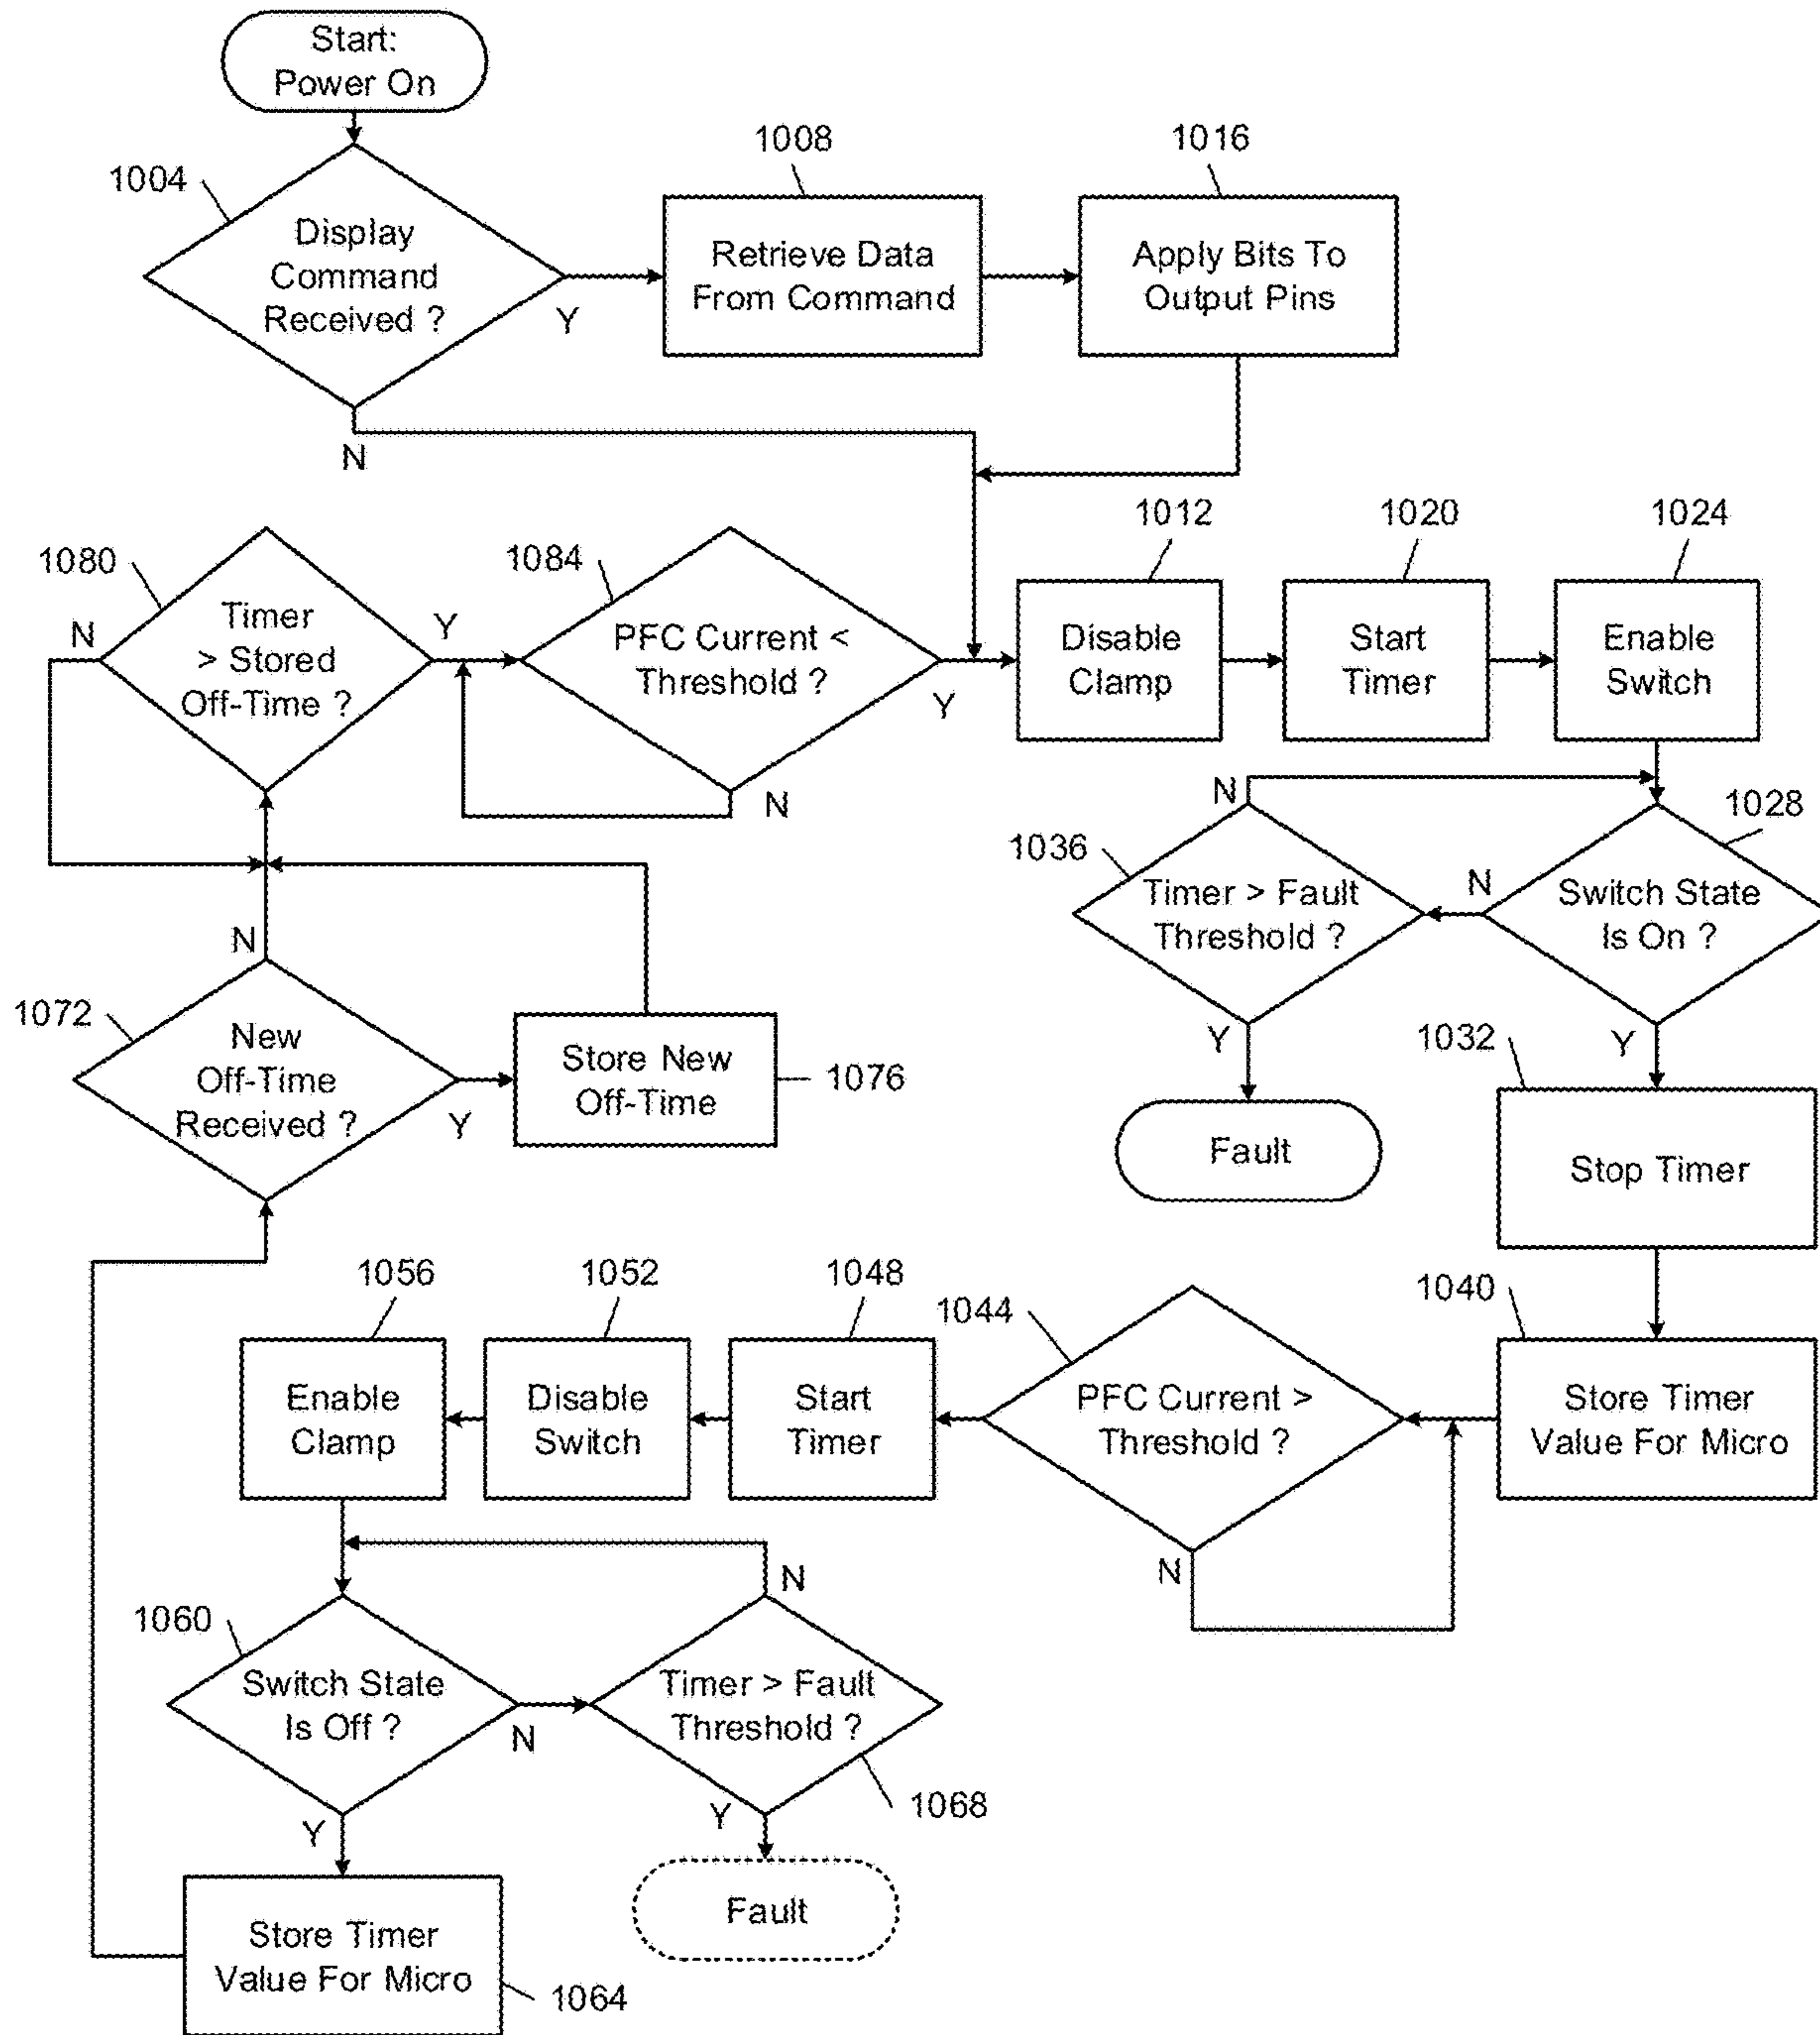 Start:
Power On
1004
Display
Command
Received ?
Y
N
1008
Retrieve Data
From Command
1016
Apply Bits To
Output Pins
1080
N
Timer
> Stored
Off-Time ?
Y
1084
PFC Current <
Threshold ?
Y
N
1012
Disable
Clamp
1020
Start
Timer
1024
Enable
Switch
1028
Switch State
Is On ?
N
Y
1036
N
Timer > Fault
Threshold ?
Y
Fault
1032
Stop Timer
1040
Store Timer
Value For Micro
1044
PFC Current >
Threshold ?
N
1048
Start
Timer
1052
Disable
Switch
1056
Enable
Clamp
1060
Switch State
Is Off ?
N
Y
N
Timer > Fault
Threshold ?
1068
Y
Fault
Store Timer
Value For Micro
1064
1072
N
New
Off-Time
Received ?
Y
Store New
Off-Time
1076